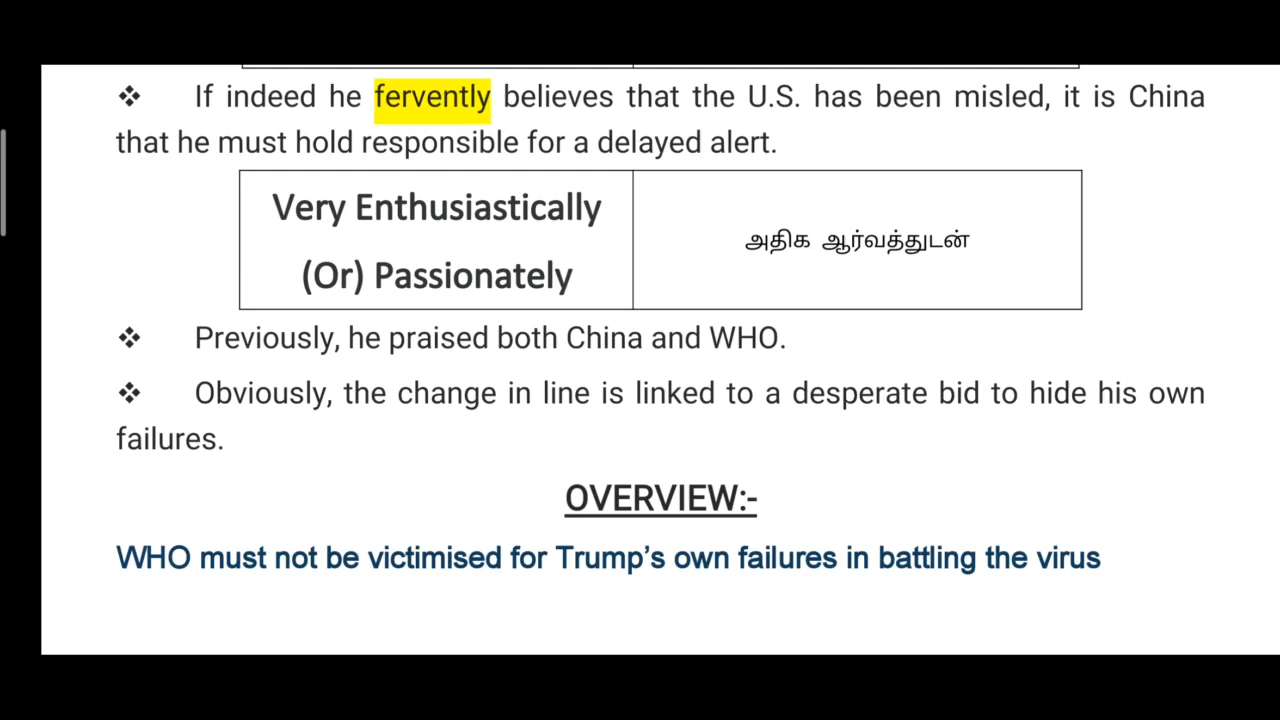 ❖ If indeed he fervently believes that the U.S. has been misled, it is China
that he must hold responsible for a delayed alert.
Very Enthusiastically
(Or) Passionately
அதிக ஆர்வத்துடன்
❖ Previously, he praised both China and WHO.
❖ Obviously, the change in line is linked to a desperate bid to hide his own
failures.
OVERVIEW:-
WHO must not be victimised for Trump’s own failures in battling the virus